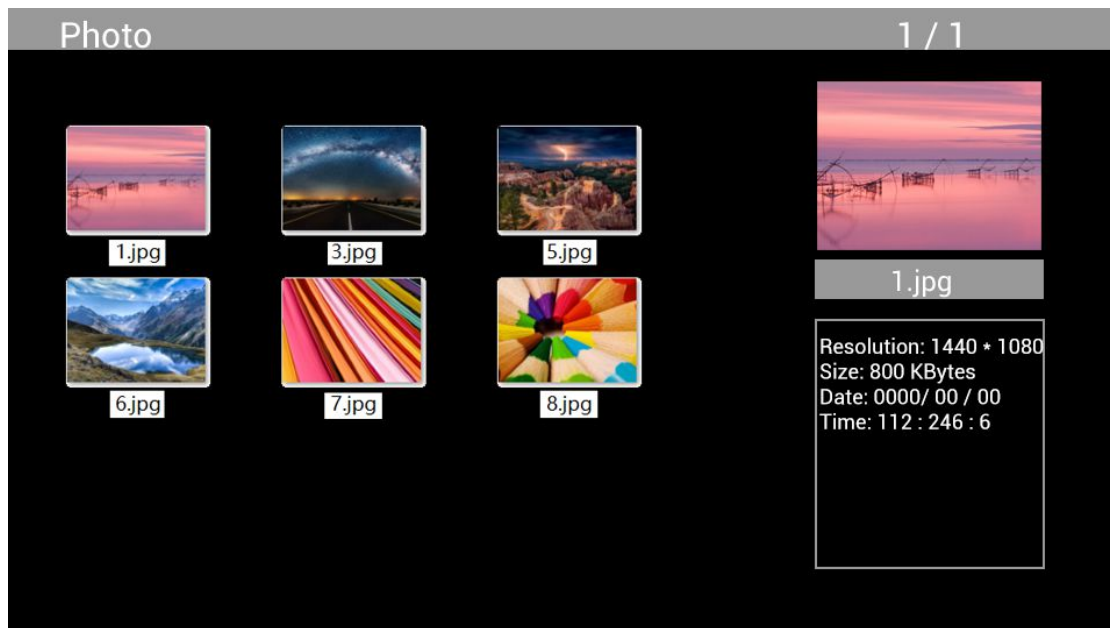 Photo
1 / 1
1.jpg
3.jpg
5.jpg
6.jpg
7.jpg
8.jpg
1.jpg
Resolution: 1440 * 1080
Size: 800 KBytes
Date: 0000/ 00 / 00
Time: 112 : 246 : 6